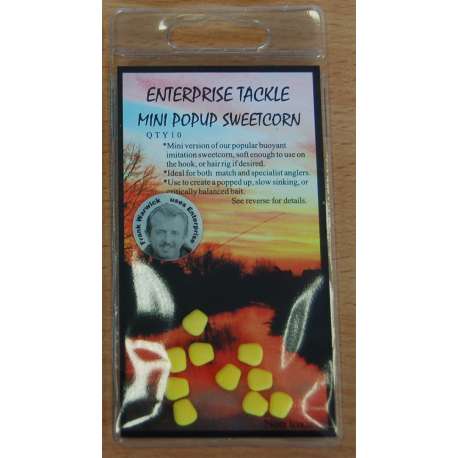 ENTERPRISE TACKLE
MINI POPUP SWEETCORN
QTY10
*Mini version of our popular buoyant
imitation sweetcorn, soft enough to use on
the hook, or hair rig if desired.
*Ideal for both match and specialist anglers.
*Use to create a popped up, slow sinking, or
critically balanced bait.
See reverse for details.
Frank Warwick uses Enterprise